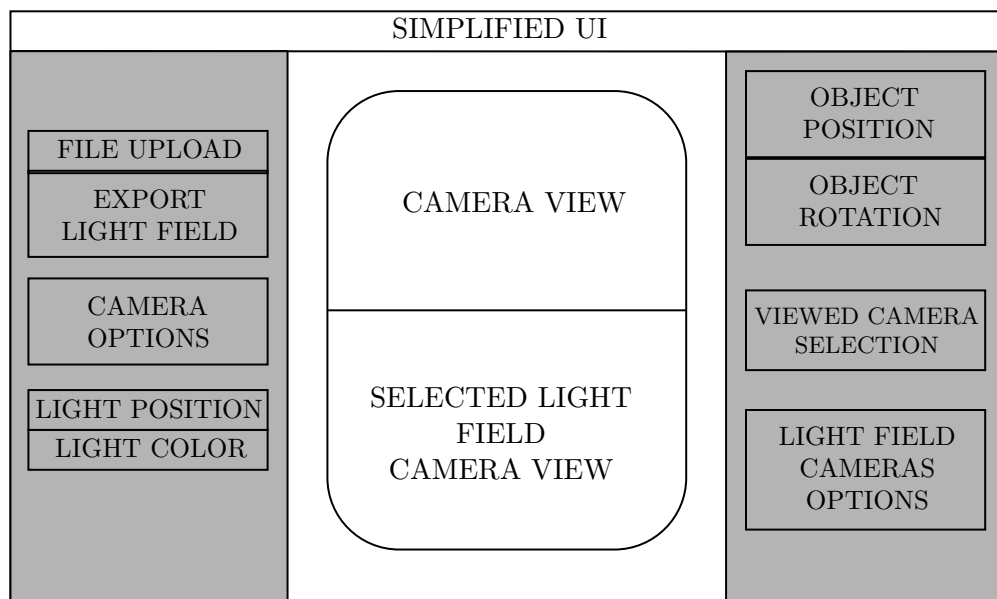 SIMPLIFIED UI
FILE UPLOAD
EXPORT
LIGHT FIELD
CAMERA
OPTIONS
LIGHT POSITION
LIGHT COLOR
CAMERA VIEW
SELECTED LIGHT
FIELD
CAMERA VIEW
OBJECT
POSITION
OBJECT
ROTATION
VIEWED CAMERA
SELECTION
LIGHT FIELD
CAMERAS
OPTIONS